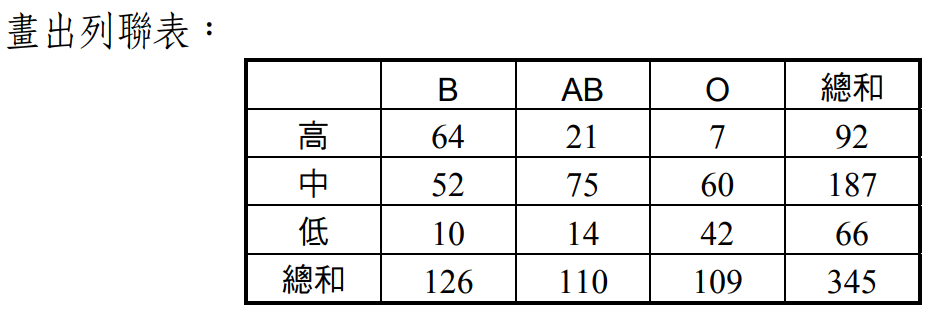 畫出列聯表：
B AB O 總和
高 64 21 7 92
中 52 75 60 187
低 10 14 42 66
總和 126 110 109 345